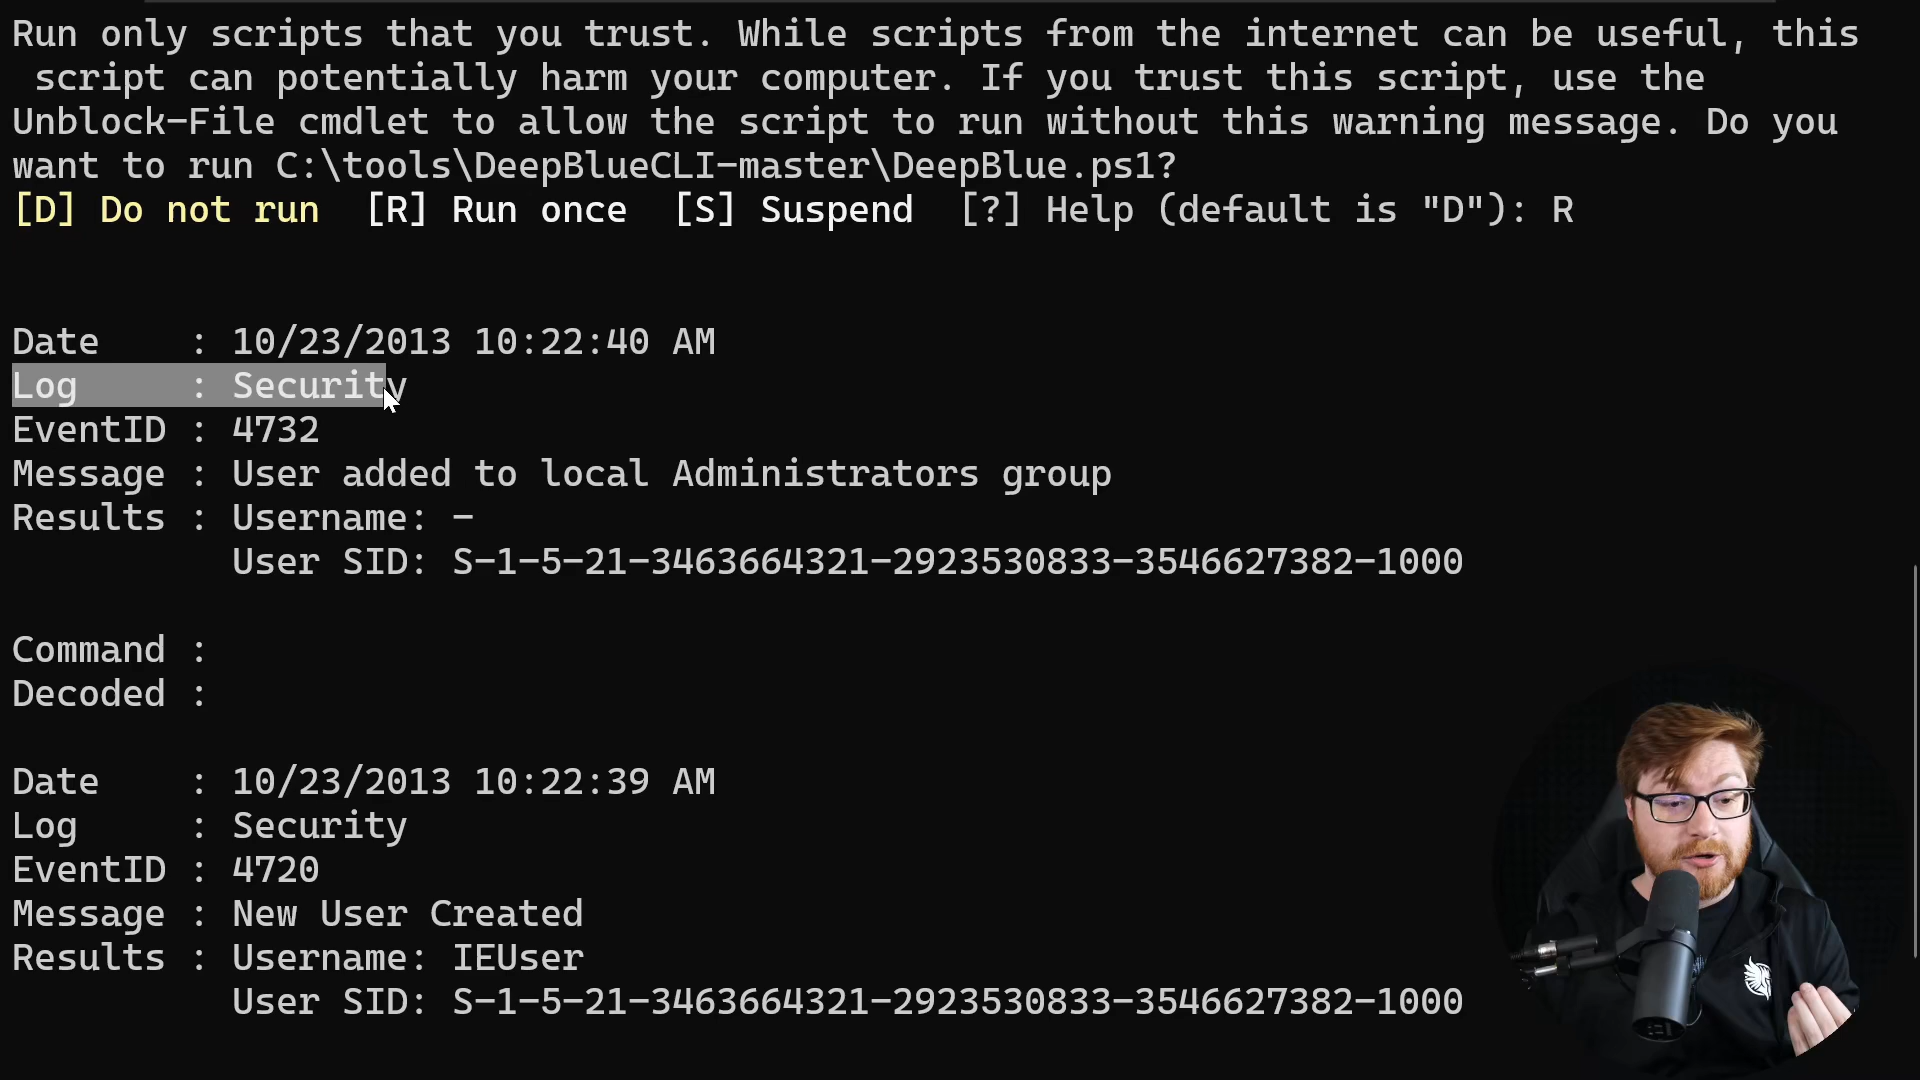 Run only scripts that you trust. While scripts from the internet can be useful, this
script can potentially harm your computer. If you trust this script, use the
Unblock-File cmdlet to allow the script to run without this warning message. Do you
want to run C:\tools\DeepBlueCLI-master\DeepBlue.ps1?
[D] Do not run  [R] Run once  [S] Suspend  [?] Help (default is "D"): R
Date    : 10/23/2013 10:22:40 AM
Log     : Security
EventID : 4732
Message : User added to local Administrators group
Results : Username: -
User SID: S-1-5-21-3463664321-2923530833-3546627382-1000
Command :
Decoded :
Date    : 10/23/2013 10:22:39 AM
Log     : Security
EventID : 4720
Message : New User Created
Results : Username: IEUser
User SID: S-1-5-21-3463664321-2923530833-3546627382-1000